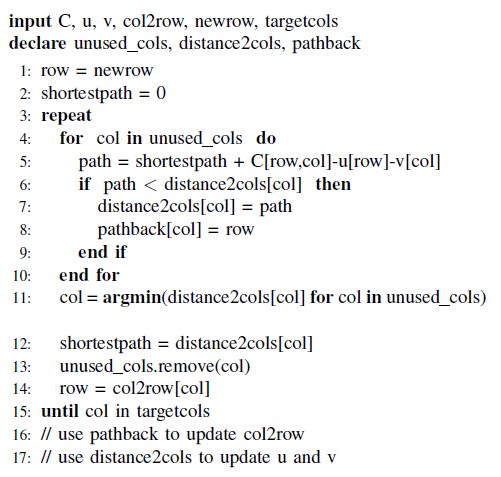 input C, u, v, col2row, newrow, targetcols
declare unused_cols, distance2cols, pathback
1: row = newrow
2: shortestpath = 0
3: repeat
4: for col in unused_cols do
5: path = shortestpath + C[row,col]-u[row]-v[col]
6: if path < distance2cols[col] then
7: distance2cols[col] = path
8: pathback[col] = row
9: end if
10: end for
11: col = argmin(distance2cols[col] for col in unused_cols)
12: shortestpath = distance2cols[col]
13: unused_cols.remove(col)
14: row = col2row[col]
15: until col in targetcols
16: // use pathback to update col2row
17: // use distance2cols to update u and v